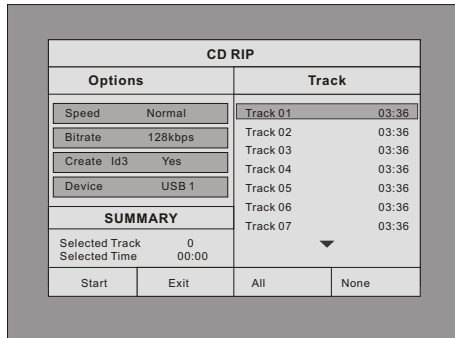 CD RIP
Options
Track
Speed Normal
Bitrate 128kbps
Create Id3 Yes
Device USB 1
SUMMARY
Selected Track 0
Selected Time 00:00
Track 01 03:36
Track 02 03:36
Track 03 03:36
Track 04 03:36
Track 05 03:36
Track 06 03:36
Track 07 03:36
Start Exit All None